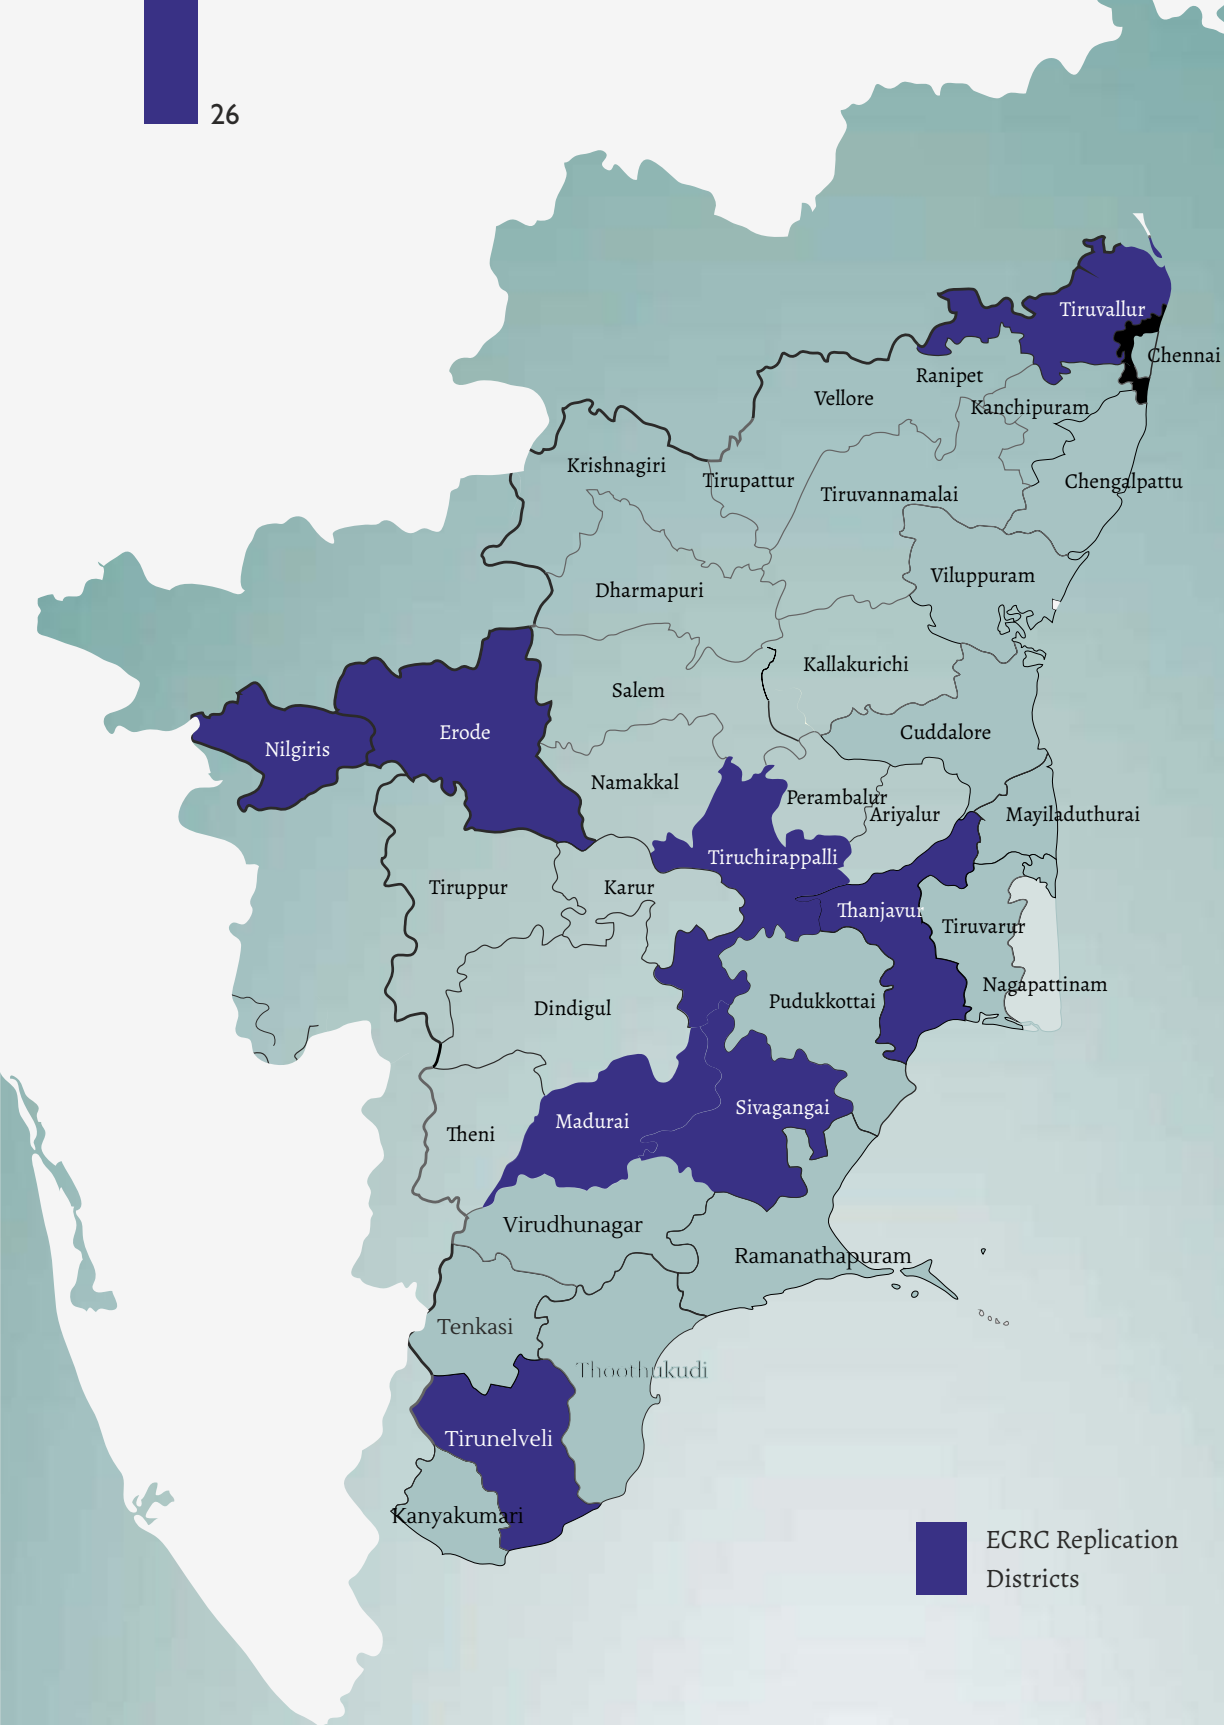 26
Tiruvallur
Chennai
Ranipet
Vellore
Kanchipuram
Krishnagiri
Tirupattur
Chengalpattu
Tiruvannamalai
Viluppuram
Dharmapuri
Kallakurichi
Salem
Cuddalore
Erode
Nilgiris
Namakkal
Perambalur
Ariyalur
Mayiladuthurai
Tiruchirappalli
Tiruppur
Karur
Thanjavur
Tiruvarur
Nagapattinam
Pudukkottai
Dindigul
Sivagangai
Madurai
Theni
Virudhunagar
Ramanathapuram
Tenkasi
Thoothukudi
Tirunelveli
Kanyakumari
ECRC Replication
Districts